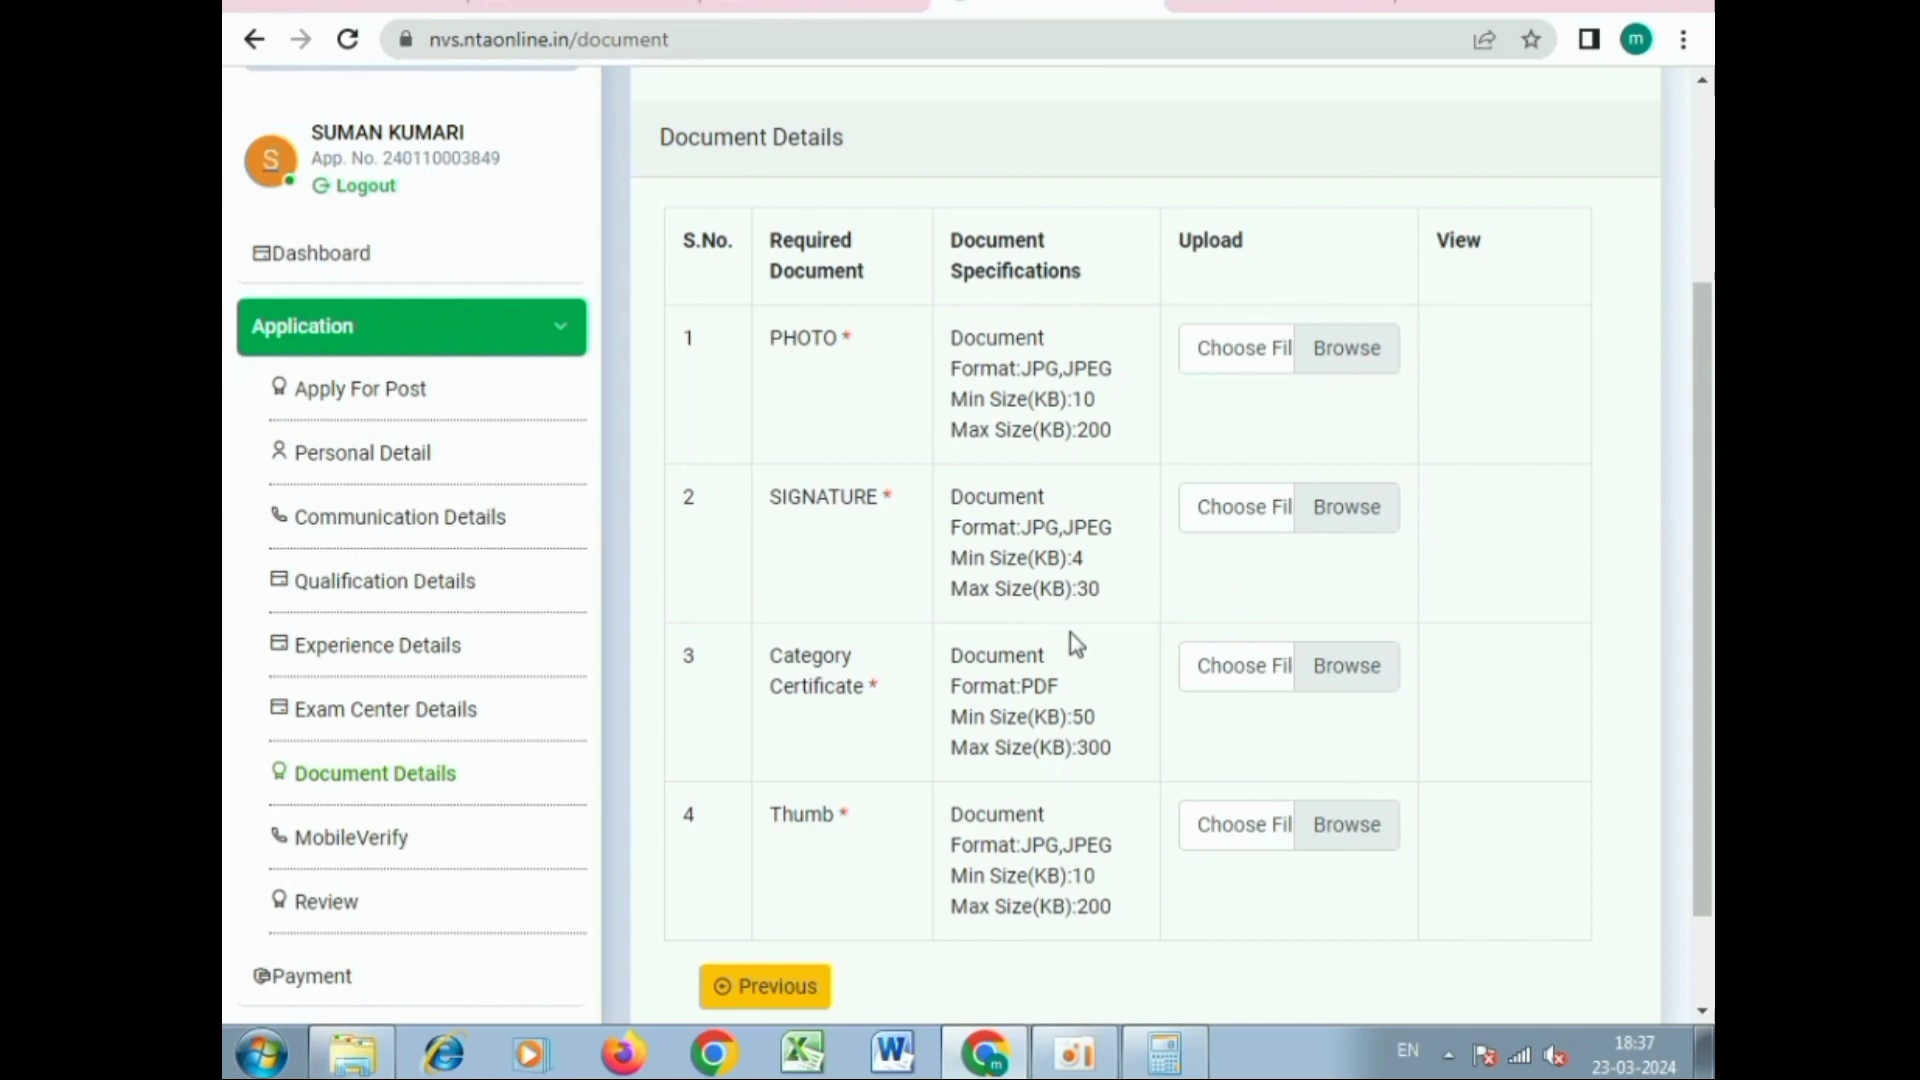 nvs.ntaonline.in/document
m
SUMAN KUMARI
S
App. No. 240110003849
Logout
Dashboard
Application
Apply For Post
Personal Detail
Communication Details
Qualification Details
Experience Details
Exam Center Details
Document Details
MobileVerify
Review
Payment
Document Details
S.No. Required Document Document Specifications Upload View
1 PHOTO * Document Format:JPG,JPEG Choose Fil Browse
Min Size(KB):10
Max Size(KB):200
2 SIGNATURE * Document Format:JPG,JPEG Choose Fil Browse
Min Size(KB):4
Max Size(KB):30
3 Category Certificate * Document Format:PDF Choose Fil Browse
Min Size(KB):50
Max Size(KB):300
4 Thumb * Document Format:JPG,JPEG Choose Fil Browse
Min Size(KB):10
Max Size(KB):200
Previous
m
EN
18:37
23-03-2024